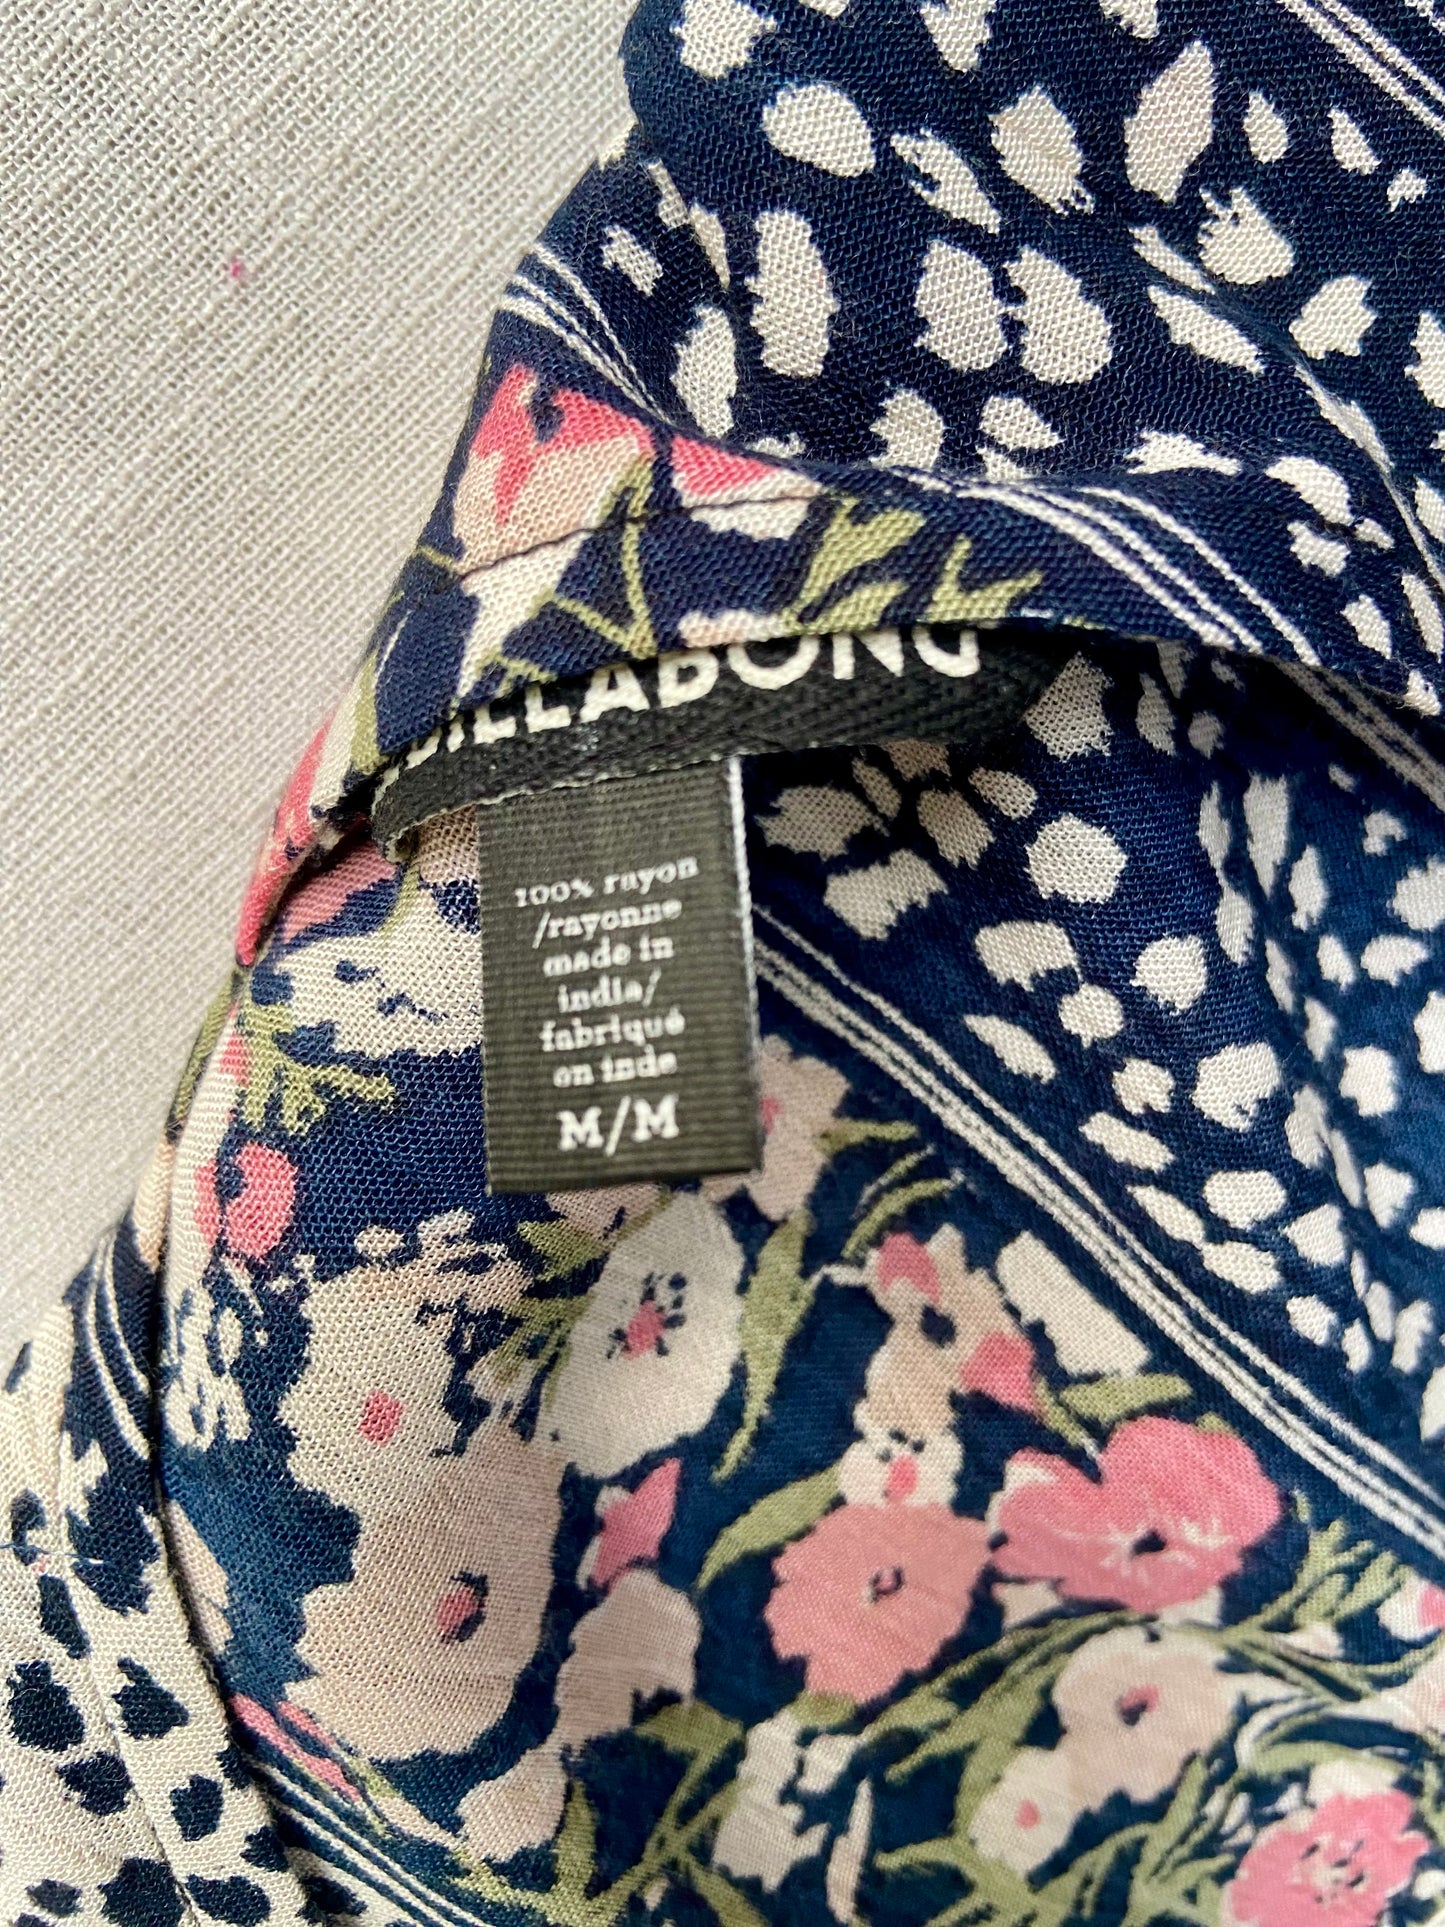 BILLABONG
100% rayon
/rayonne
made in
india/
fabriqué
en inde
M/M